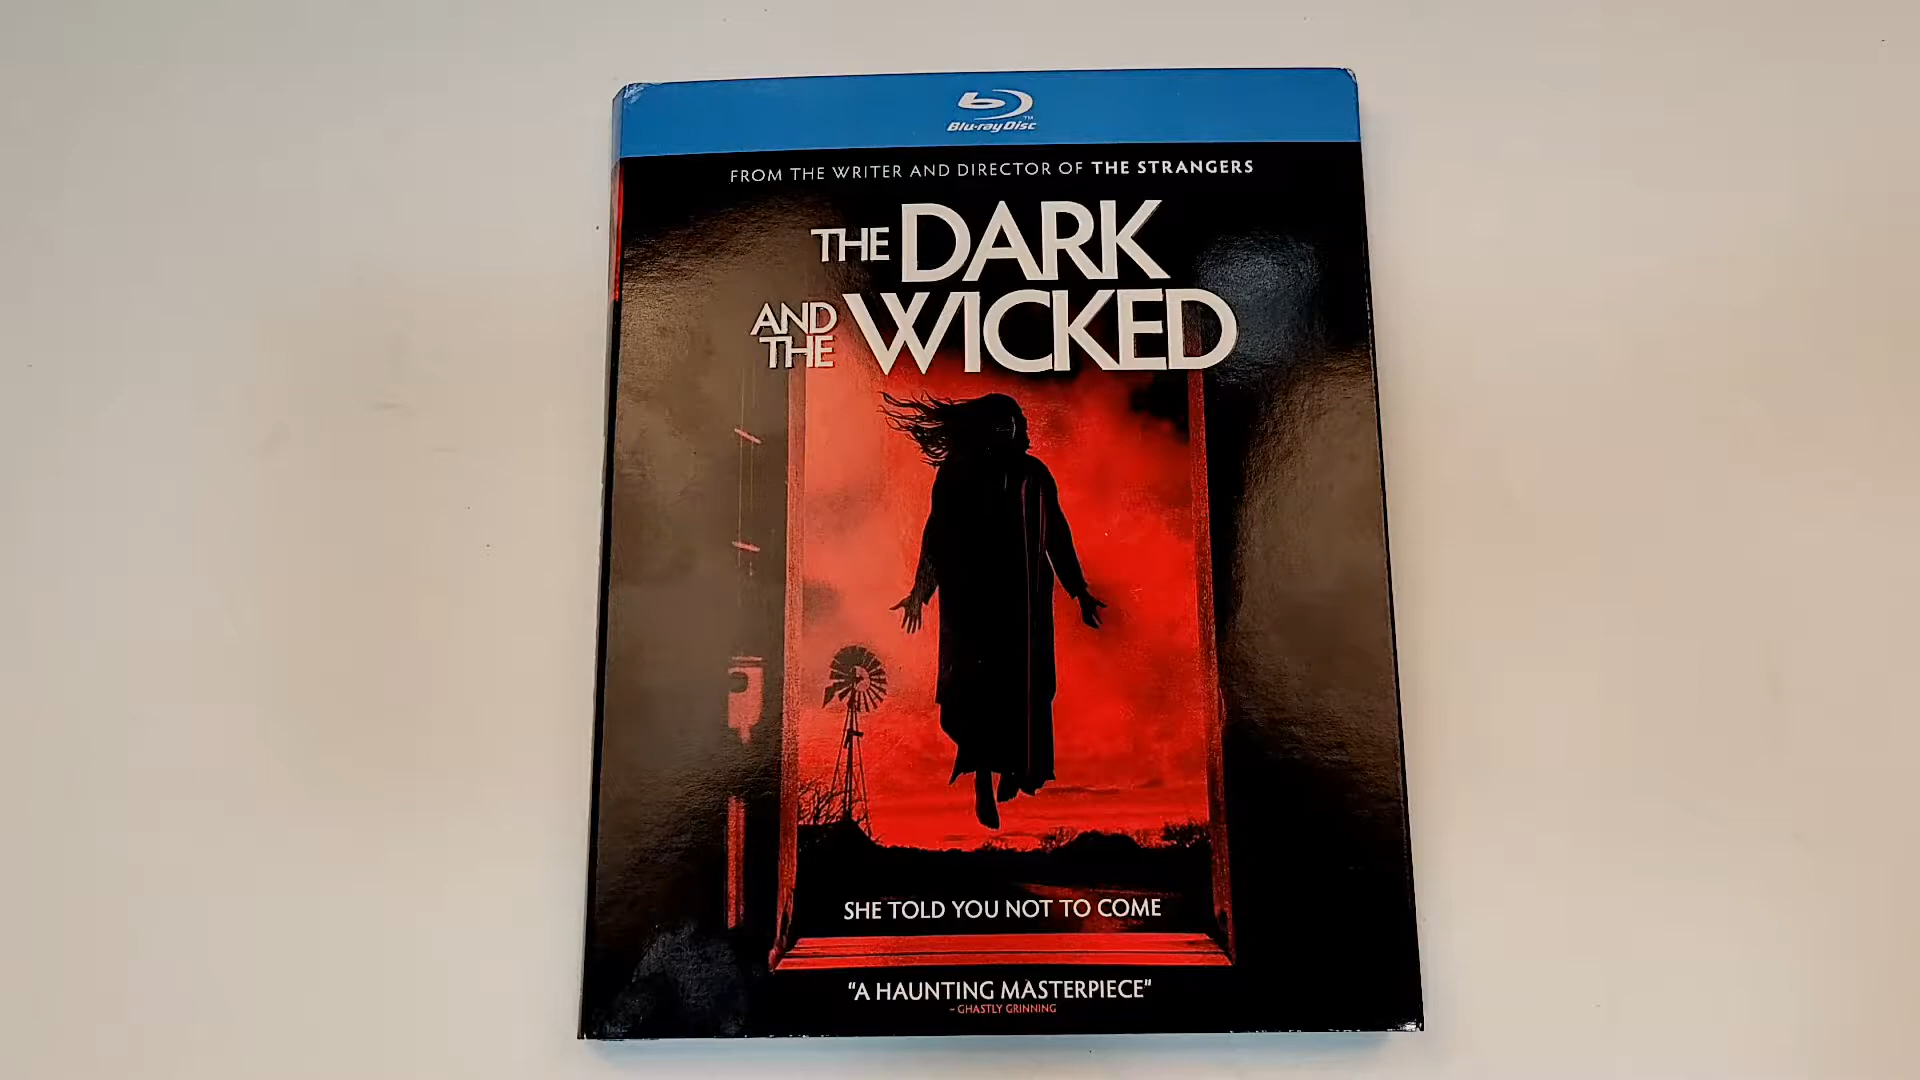 Blu-ray Disc™
FROM THE WRITER AND DIRECTOR OF THE STRANGERS
THE DARK
AND THE WICKED
SHE TOLD YOU NOT TO COME
“A HAUNTING MASTERPIECE”
– GHASTLY GRINNING